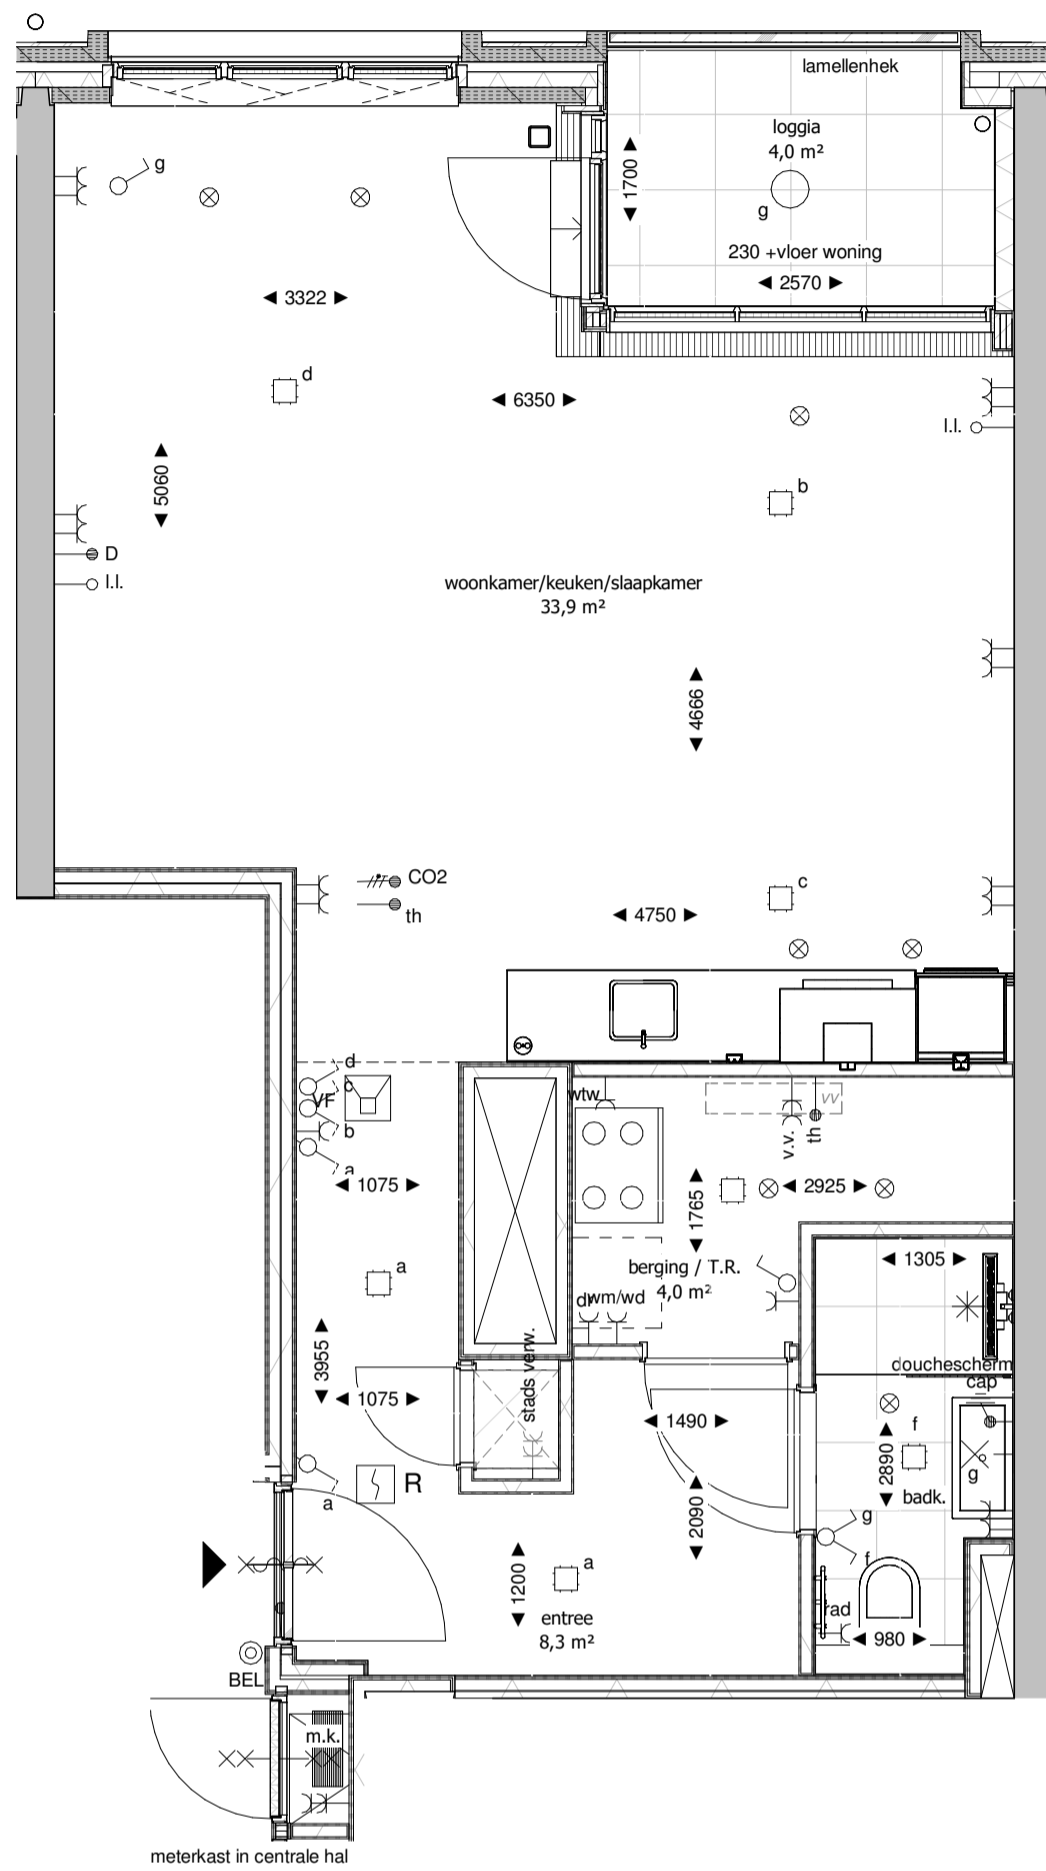 lamellenhek
loggia
4,0 m²
g
1700
g
230 +vloer woning
2570
3322
d
6350
l.l.
5060
b
D
l.l.
woonkamer/keuken/slaapkamer
33,9 m²
4666
CO2
th
c
4750
d
c
VF
b
a
1075
wtw
vv
v.v.
th
1765
2925
berging / T.R.
4,0 m²
1305
a
dr
wm/wd
3955
stads verw.
douchescherm
cap
1075
1490
f
2890
g
badk.
R
a
2090
g
f
1200
a
entree
8,3 m²
rad
980
BEL
m.k.
meterkast in centrale hal